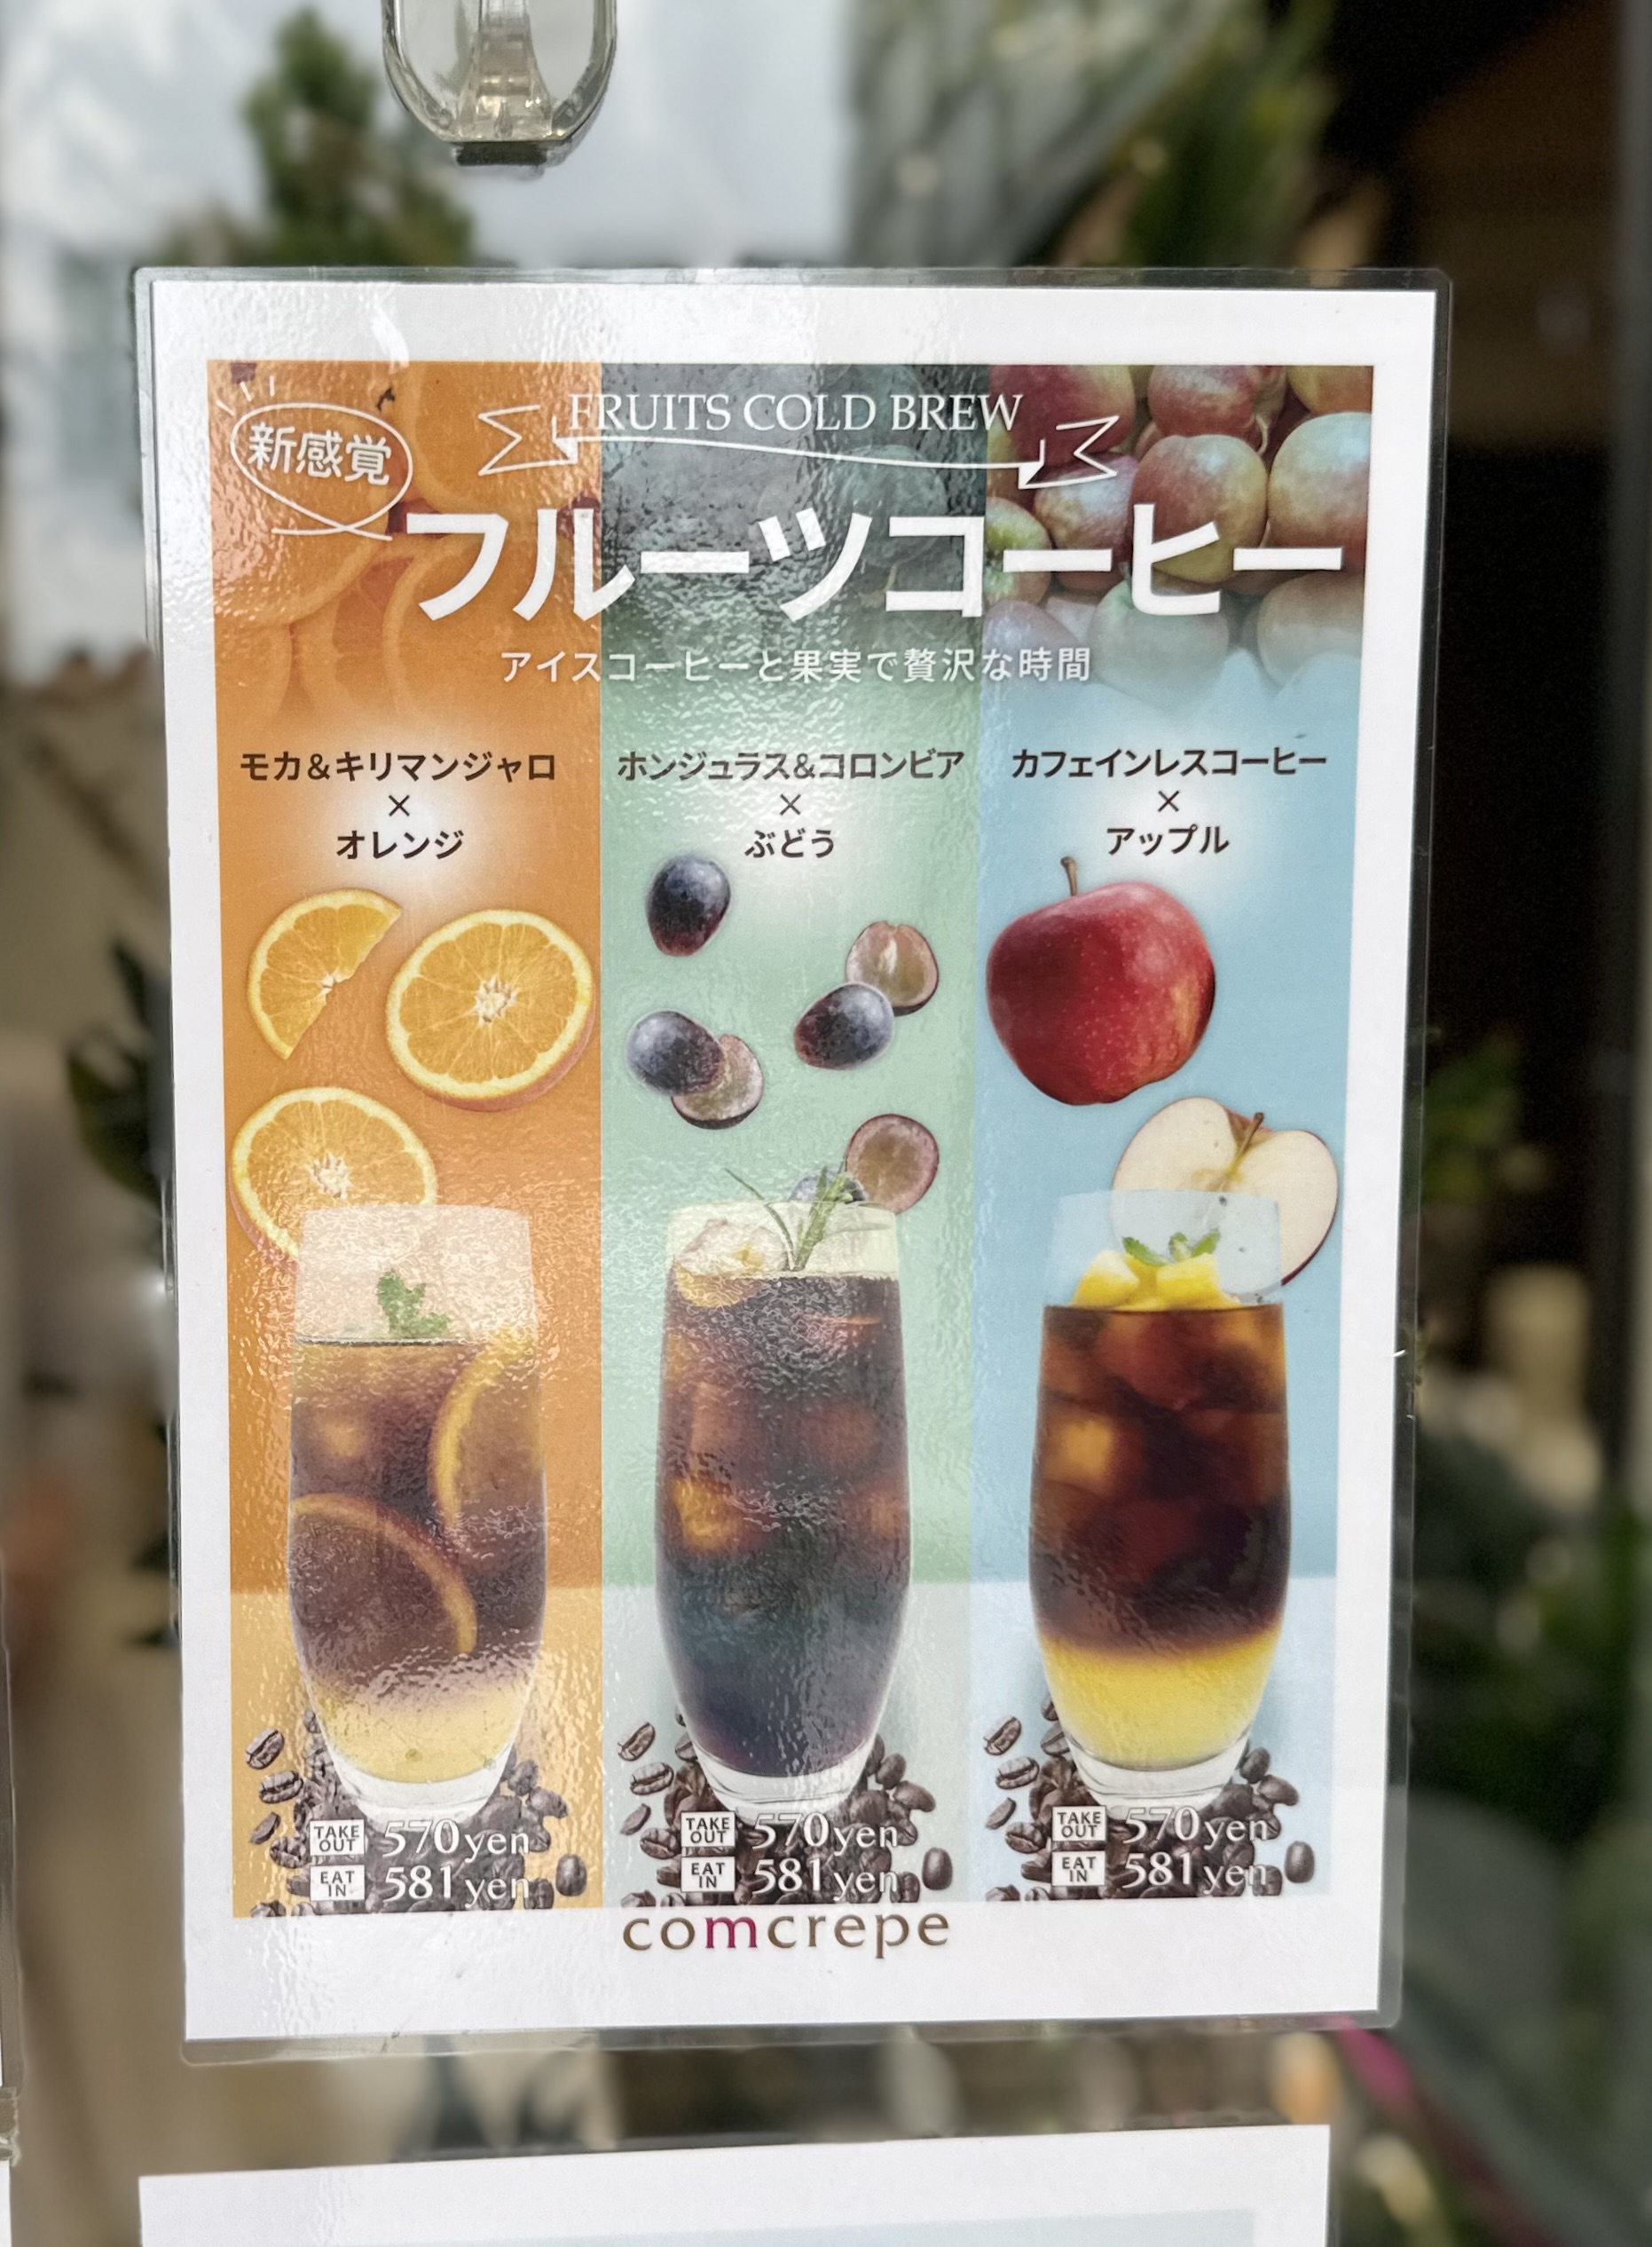 FRUITS COLD BREW
新感覚
フルーツコーヒー
アイスコーヒーと果実で贅沢な時間
モカ&キリマンジャロ
×
オレンジ
ホンジュラス&コロンビア
×
ぶどう
カフェインレスコーヒー
×
アップル
TAKE OUT 570yen
EAT IN 581yen
TAKE OUT 570yen
EAT IN 581yen
TAKE OUT 570yen
EAT IN 581yen
comcrepe